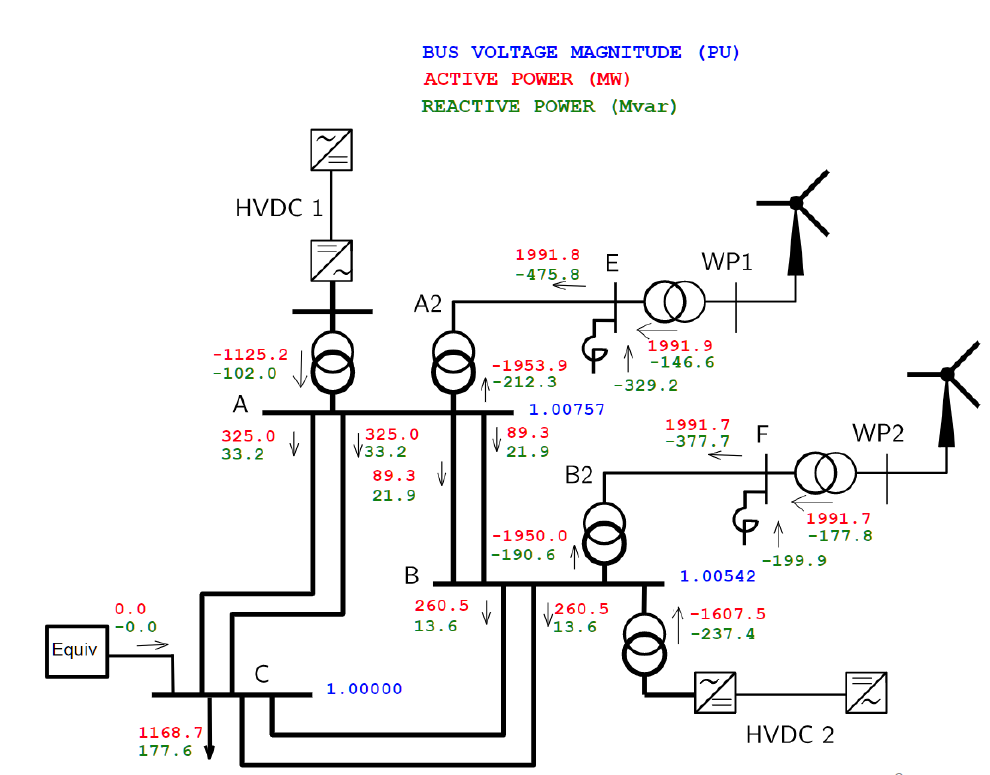 BUS VOLTAGE MAGNITUDE (PU)
ACTIVE POWER (MW)
REACTIVE POWER (Mvar)
HVDC 1
1991.8
-475.8
E
WP1
A2
1991.9
-146.6
-329.2
-1125.2
-102.0
-1953.9
-212.3
A
1.00757
325.0
33.2
325.0
33.2
89.3
21.9
89.3
21.9
1991.7
-377.7
F
WP2
B2
1991.7
-177.8
-199.9
-1950.0
-190.6
B
1.00542
260.5
13.6
260.5
13.6
-1607.5
-237.4
0.0
-0.0
Equiv
C
1.00000
1168.7
177.6
HVDC 2